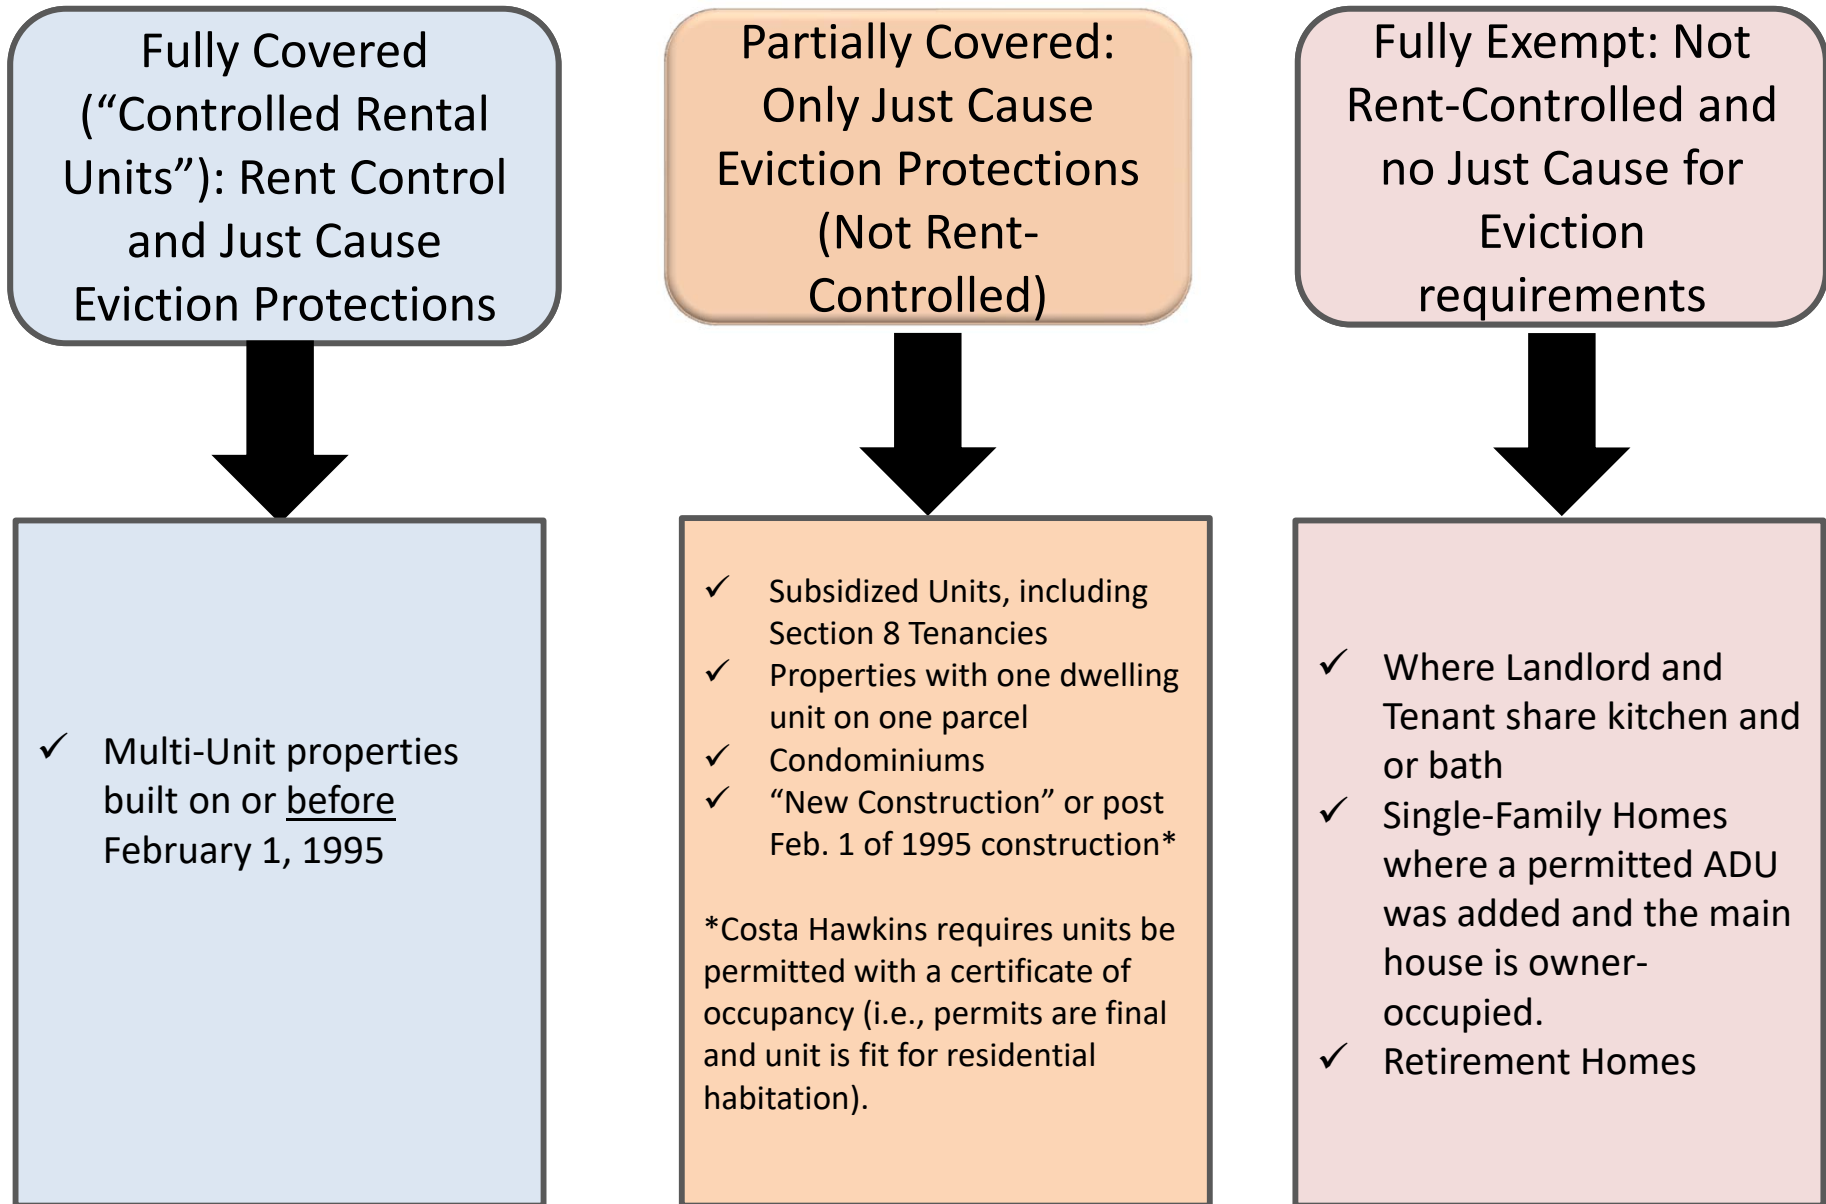 Fully Covered
(“Controlled Rental
Units”): Rent Control
and Just Cause
Eviction Protections
Partially Covered:
Only Just Cause
Eviction Protections
(Not Rent-
Controlled)
Fully Exempt: Not
Rent-Controlled and
no Just Cause for
Eviction
requirements
✓ Multi-Unit properties
built on or before
February 1, 1995
✓ Subsidized Units, including
Section 8 Tenancies
✓ Properties with one dwelling
unit on one parcel
✓ Condominiums
✓ “New Construction” or post
Feb. 1 of 1995 construction*
*Costa Hawkins requires units be
permitted with a certificate of
occupancy (i.e., permits are final
and unit is fit for residential
habitation).
✓ Where Landlord and
Tenant share kitchen and
or bath
✓ Single-Family Homes
where a permitted ADU
was added and the main
house is owner-
occupied.
✓ Retirement Homes